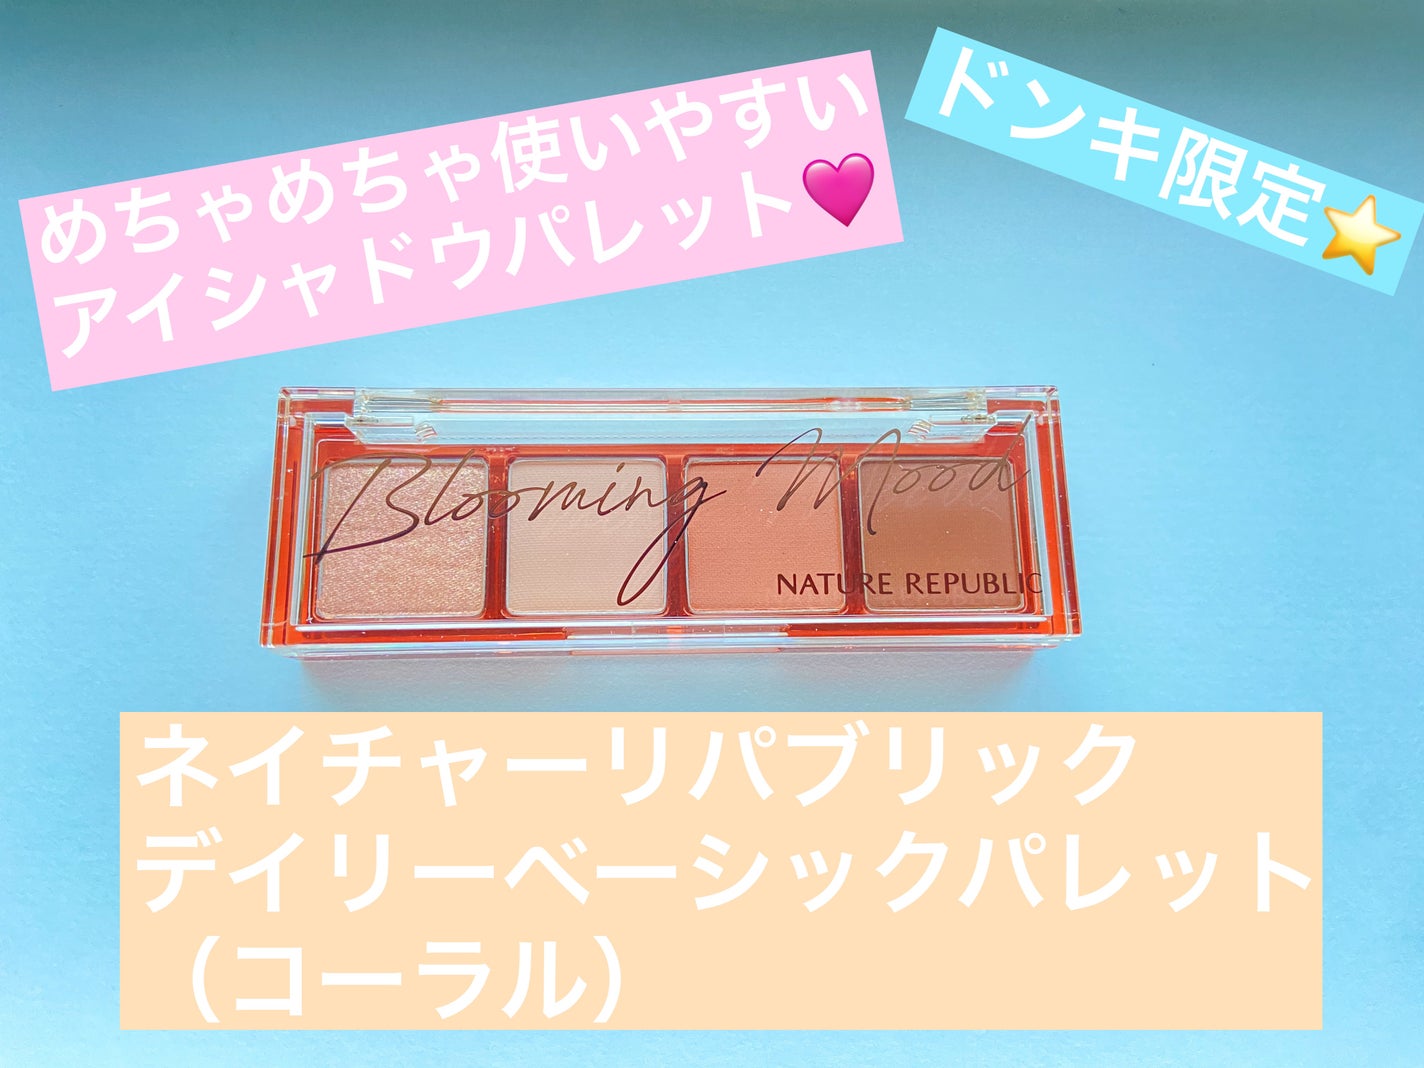 めちゃめちゃ使いやすい
アイシャドウパレット🩷
ドンキ限定⭐
Blooming Mood
NATURE REPUBLIC
ネイチャーリパブリック
デイリーベーシックパレット
（コーラル）